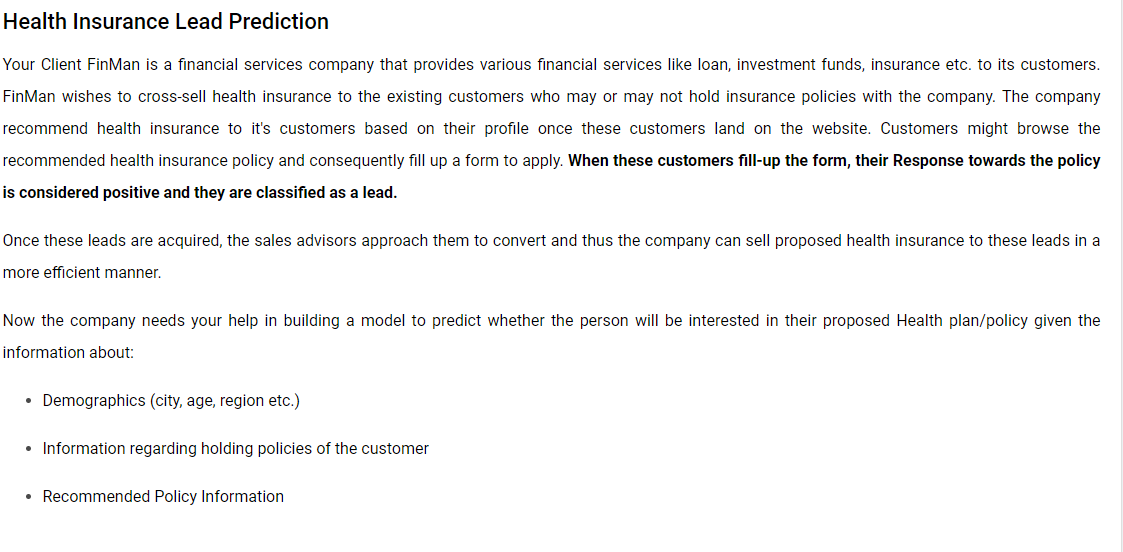 Health Insurance Lead Prediction
Your Client FinMan is a financial services company that provides various financial services like loan, investment funds, insurance etc. to its customers.
FinMan wishes to cross-sell health insurance to the existing customers who may or may not hold insurance policies with the company. The company
recommend health insurance to it's customers based on their profile once these customers land on the website. Customers might browse the
recommended health insurance policy and consequently fill up a form to apply. When these customers fill-up the form, their Response towards the policy
is considered positive and they are classified as a lead.
Once these leads are acquired, the sales advisors approach them to convert and thus the company can sell proposed health insurance to these leads in a
more efficient manner.
Now the company needs your help in building a model to predict whether the person will be interested in their proposed Health plan/policy given the
information about:
• Demographics (city, age, region etc.)
• Information regarding holding policies of the customer
• Recommended Policy Information